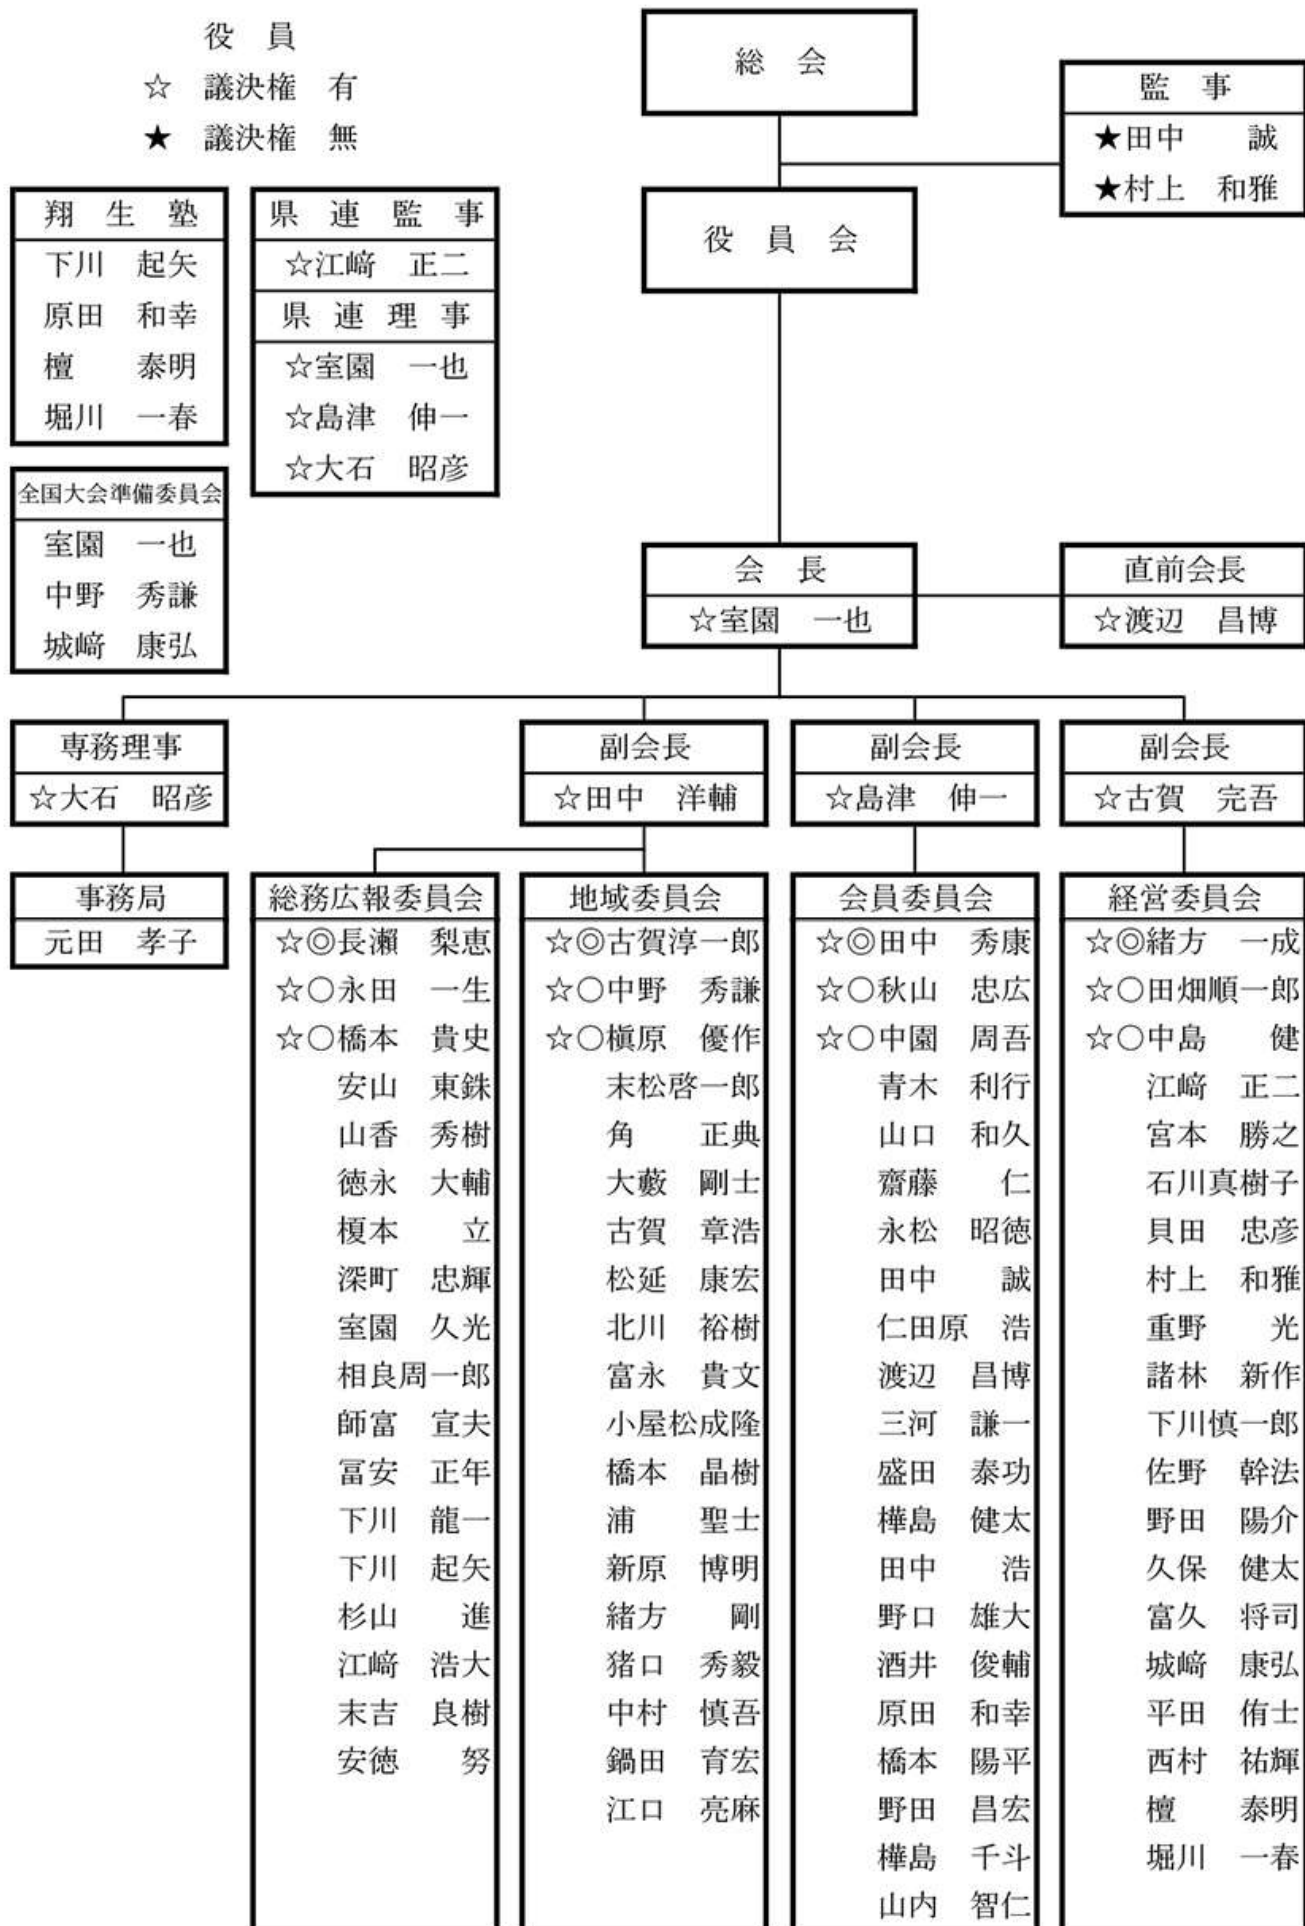 役　員
☆　議決権　有
★　議決権　無
総　会
監　事
★田中　　誠
★村上　和雅
役　員　会
翔　生　塾
下川　起矢
原田　和幸
檀　　泰明
堀川　一春
県　連　監　事
☆江﨑　正二
県　連　理　事
☆室園　一也
☆島津　伸一
☆大石　昭彦
全国大会準備委員会
室園　一也
中野　秀謙
城﨑　康弘
会　長
☆室園　一也
直前会長
☆渡辺　昌博
専務理事
☆大石　昭彦
副会長
☆田中　洋輔
副会長
☆島津　伸一
副会長
☆古賀　完吾
事務局
元田　孝子
総務広報委員会
☆◎長瀨　梨恵
☆○永田　一生
☆○橋本　貴史
安山　東銖
山香　秀樹
徳永　大輔
榎本　　立
深町　忠輝
室園　久光
相良周一郎
師富　宣夫
冨安　正年
下川　龍一
下川　起矢
杉山　　進
江﨑　浩大
末吉　良樹
安徳　　努
地域委員会
☆◎古賀淳一郎
☆○中野　秀謙
☆○槇原　優作
末松啓一郎
角　　正典
大藪　剛士
古賀　章浩
松延　康宏
北川　裕樹
富永　貴文
小屋松成隆
橋本　晶樹
浦　　聖士
新原　博明
緒方　　剛
猪口　秀毅
中村　慎吾
鍋田　育宏
江口　亮麻
会員委員会
☆◎田中　秀康
☆○秋山　忠広
☆○中園　周吾
青木　利行
山口　和久
齋藤　　仁
永松　昭徳
田中　　誠
仁田原　浩
渡辺　昌博
三河　謙一
盛田　泰功
樺島　健太
田中　　浩
野口　雄大
酒井　俊輔
原田　和幸
橋本　陽平
野田　昌宏
樺島　千斗
山内　智仁
経営委員会
☆◎緒方　一成
☆○田畑順一郎
☆○中島　　健
江﨑　正二
宮本　勝之
石川真樹子
貝田　忠彦
村上　和雅
重野　　光
諸林　新作
下川慎一郎
佐野　幹法
野田　陽介
久保　健太
富久　将司
城﨑　康弘
平田　侑士
西村　祐輝
檀　　泰明
堀川　一春